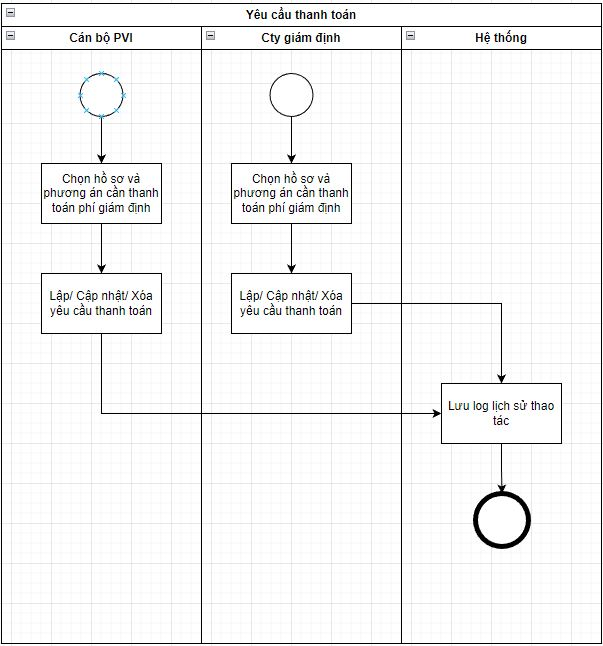 Yêu cầu thanh toán
Cán bộ PVI
Cty giám định
Hệ thống
Chọn hồ sơ và
phương án cần thanh
toán phí giám định
Chọn hồ sơ và
phương án cần thanh
toán phí giám định
Lập/ Cập nhật/ Xóa
yêu cầu thanh toán
Lập/ Cập nhật/ Xóa
yêu cầu thanh toán
Lưu log lịch sử thao
tác